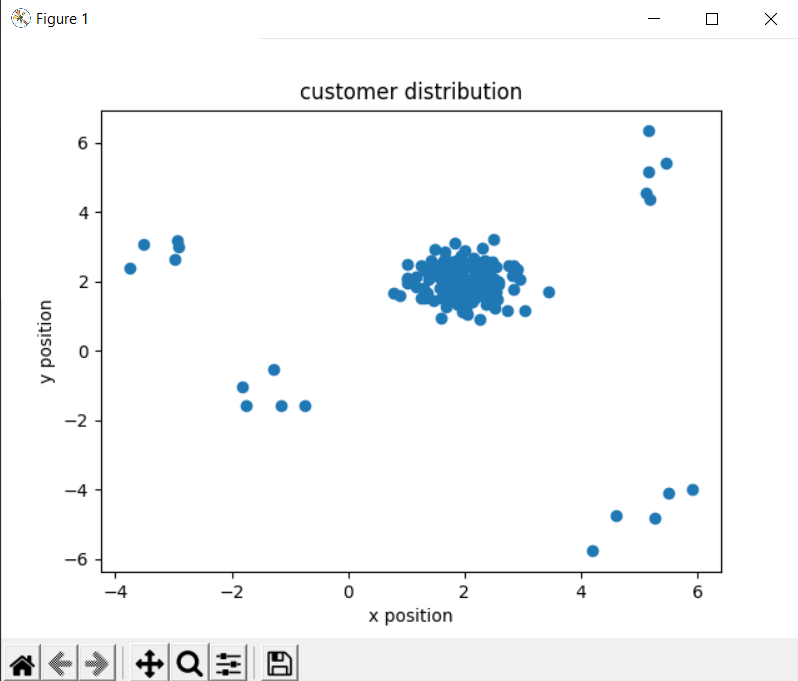 Figure 1
customer distribution
6
4
2
0
−2
−4
−6
y position
−4 −2 0 2 4 6
x position